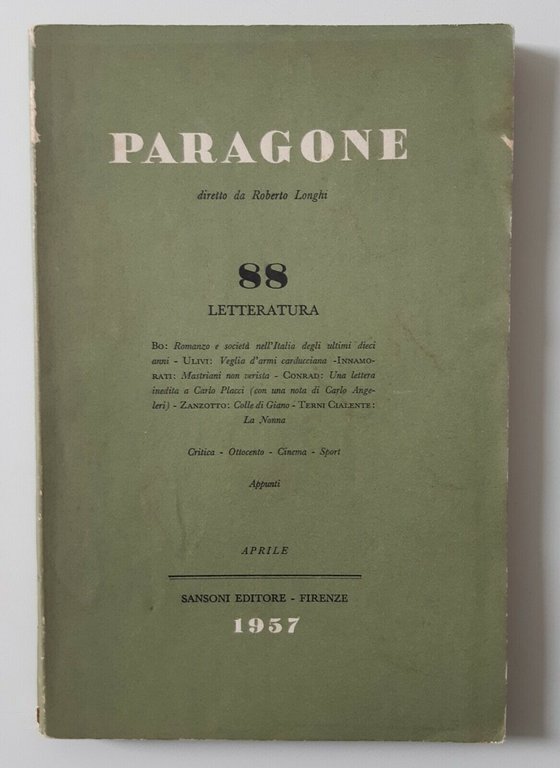 PARAGONE
diretto da Roberto Longhi
88
LETTERATURA
BO: Romanzo e società nell'Italia degli ultimi dieci
anni - ULIVI: Veglia d'armi carducciana -INNAMO-
RATI: Mastriani non verista - CONRAD: Una lettera
inedita a Carlo Placci (con una nota di Carlo Ange-
leri) - ZANZOTTO: Colle di Giano - TERNI CIALENTE:
La Nonna
Critica - Ottocento - Cinema - Sport
Appunti
APRILE
SANSONI EDITORE - FIRENZE
1957